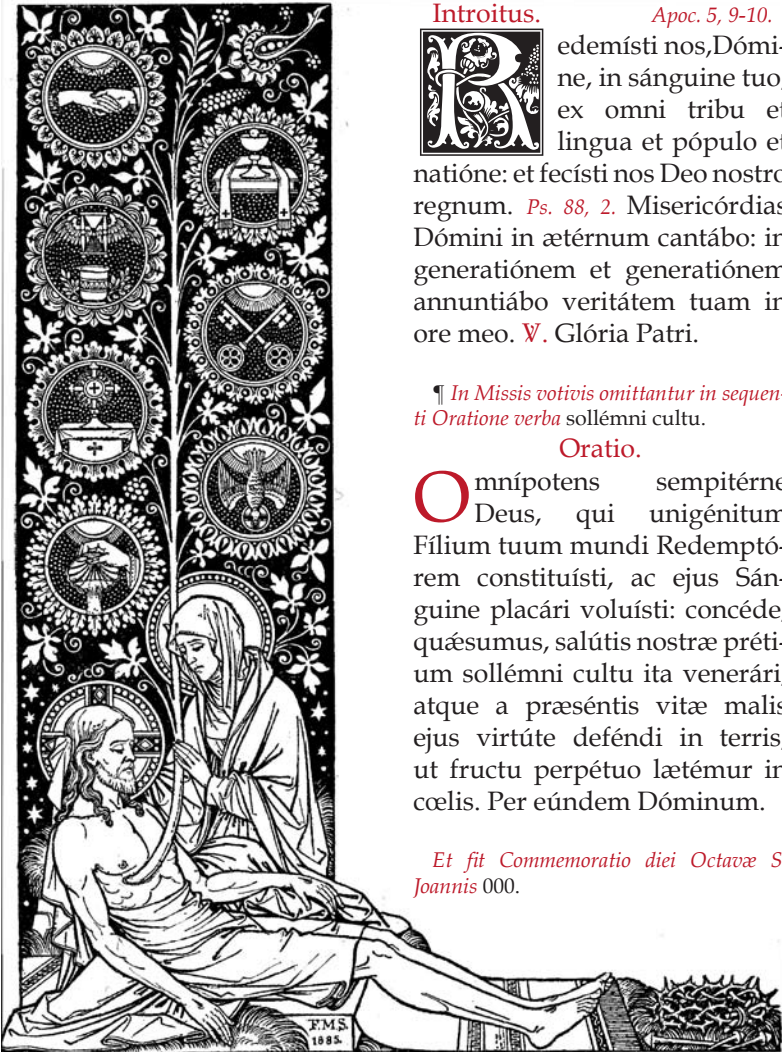 Introitus. Apoc. 5, 9-10.
Redemísti nos,Dómi-
ne, in sánguine tuo,
ex omni tribu et
lingua et pópulo et
natióne: et fecísti nos Deo nostro
regnum. Ps. 88, 2. Misericórdias
Dómini in ætérnum cantábo: in
generatiónem et generatiónem
annuntiábo veritátem tuam in
ore meo. ℣. Glória Patri.
¶ In Missis votivis omittantur in sequen-
ti Oratione verba sollémni cultu.
Oratio.
Omnípotens sempitérne
Deus, qui unigénitum
Fílium tuum mundi Redemptó-
rem constituísti, ac ejus Sán-
guine placári voluísti: concéde,
quǽsumus, salútis nostræ préti-
um sollémni cultu ita venerári,
atque a præséntis vitæ malis
ejus virtúte deféndi in terris,
ut fructu perpétuo lætémur in
cœlis. Per eúndem Dóminum.
Et fit Commemoratio diei Octavæ S
Joannis 000.
F.M.S.
1885.